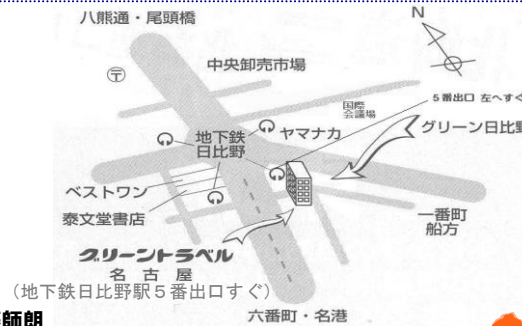 八熊通・尾頭橋
N
中央卸売市場
〒
5番出口 左へすぐ
国際
会議場
ヤマナカ
グリーン日比野
地下鉄
日比野
ベストワン
泰文堂書店
一番町
船方
グリーントラベル
名古屋
(地下鉄日比野駅5番出口すぐ)
六番町・名港
師朗